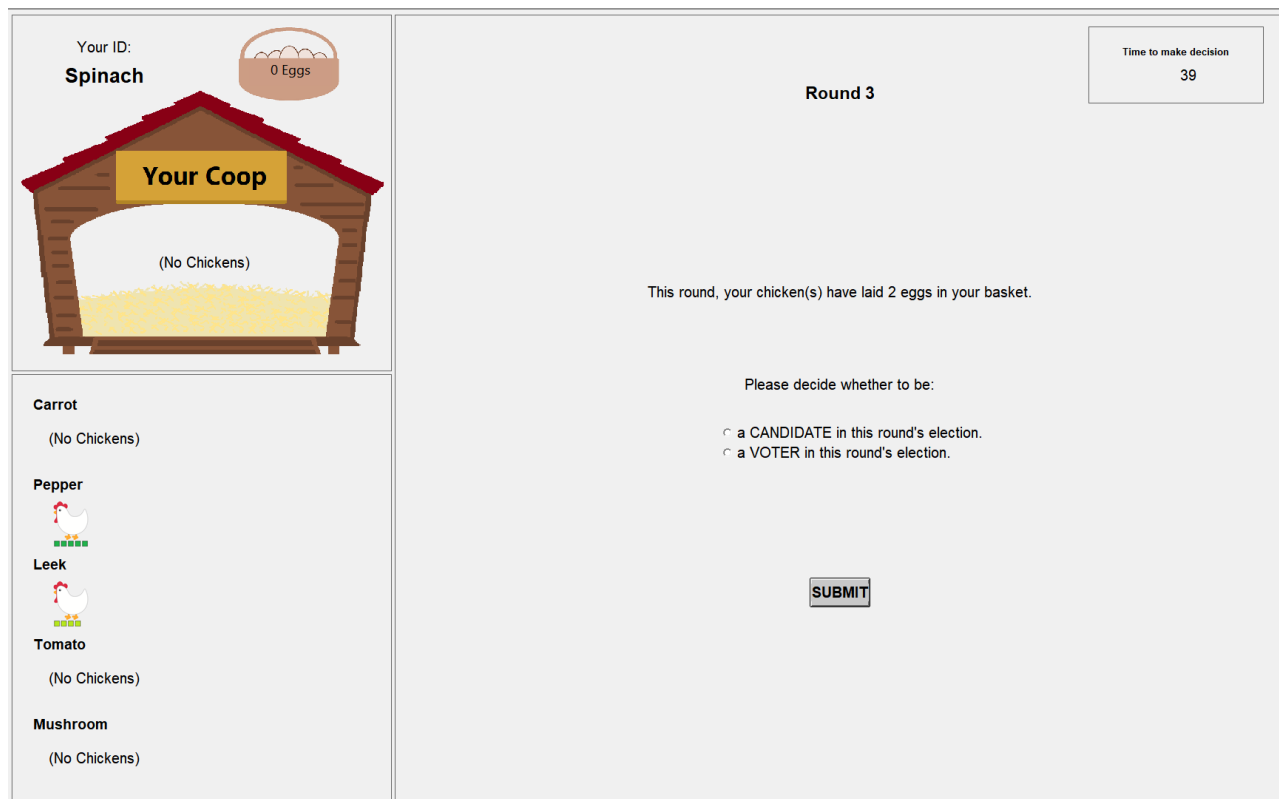 Your ID:
Spinach
0 Eggs
Your Coop
(No Chickens)
Carrot
(No Chickens)
Pepper
Leek
Tomato
(No Chickens)
Mushroom
(No Chickens)
Time to make decision
39
Round 3
This round, your chicken(s) have laid 2 eggs in your basket.
Please decide whether to be:
a CANDIDATE in this round's election.
a VOTER in this round's election.
SUBMIT